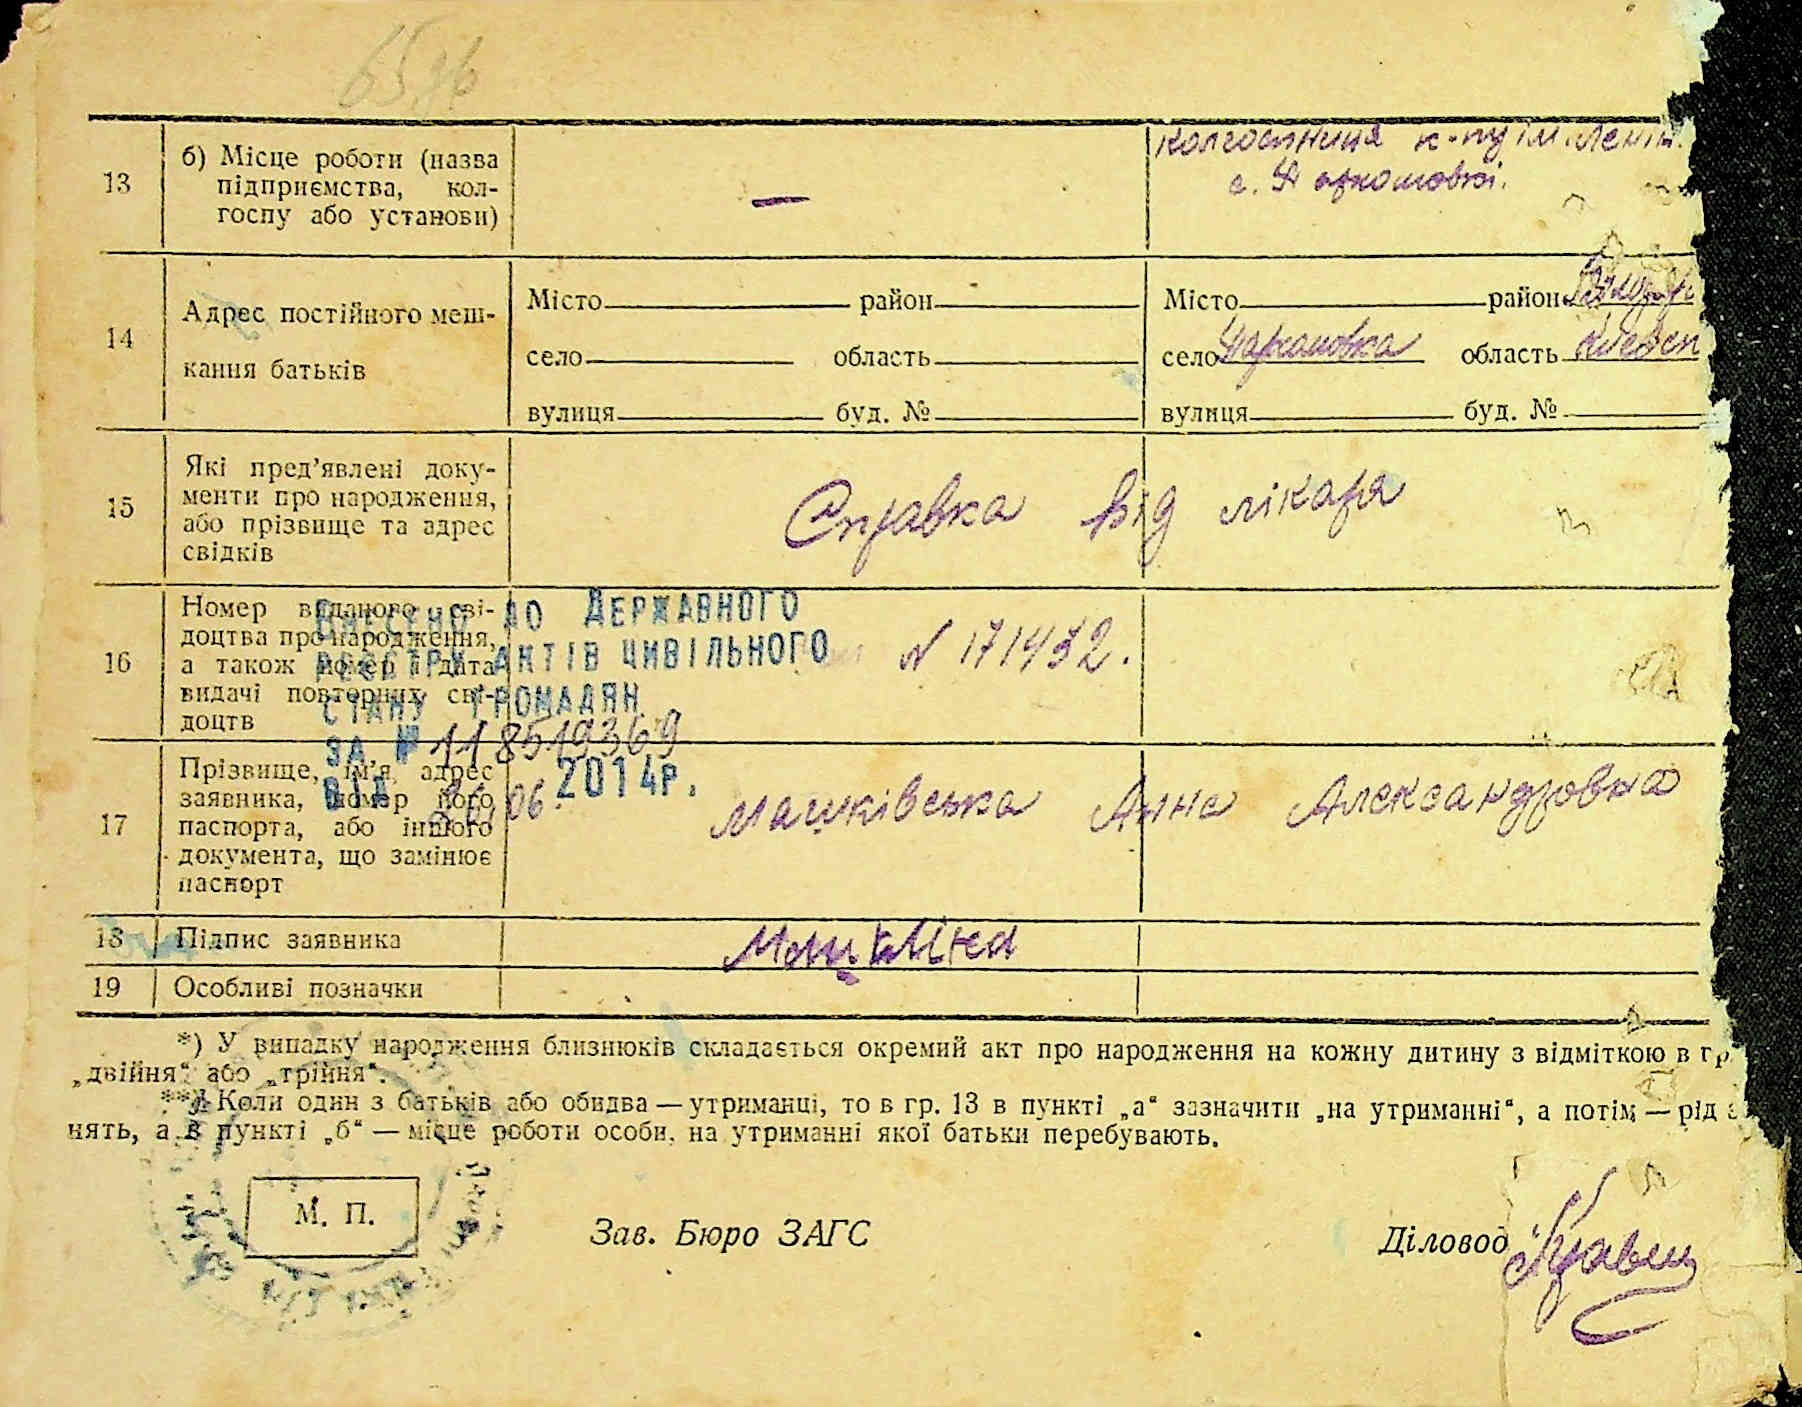 13
б) Місце роботи (назва
підприємства, кол-
госпу або установи)
—
колгоспниця к-пу ім. Леніна.
14
Адрес постійного меш-
кання батьків
Місто район
село область
вулиця буд. №
Місто район
село область
вулиця буд. №
15
Які пред’явлені доку-
менти про народження,
або прізвище та адрес
свідків
Справка від лікаря
16
Номер виданого сві-
доцтва про народження,
а також номер і дата
видачі повторних сві-
доцтв
N 171432.
ВНЕСЕНО ДО ДЕРЖАВНОГО
РЕЄСТРУ АКТІВ ЦИВІЛЬНОГО
СТАНУ ГРОМАДЯН
ЗА № 118519369
ВІД 26.06. 2014р.
17
Прізвище, ім’я, адрес
заявника, номер його
паспорта, або іншого
документа, що замінює
паспорт
Машківська Анна Александровна
18
Підпис заявника
19
Особливі позначки
*) У випадку народження близнюків складається окремий акт про народження на кожну дитину з відміткою в гр.
„двійня“ або „трійня“.
**) Коли один з батьків або обидва — утриманці, то в гр. 13 в пункті „а“ зазначити „на утриманні“, а потім — рід з
нять, а в пункті „б“ — місце роботи особи, на утриманні якої батьки перебувають.
М. П.
Зав. Бюро ЗАГС
Діловод